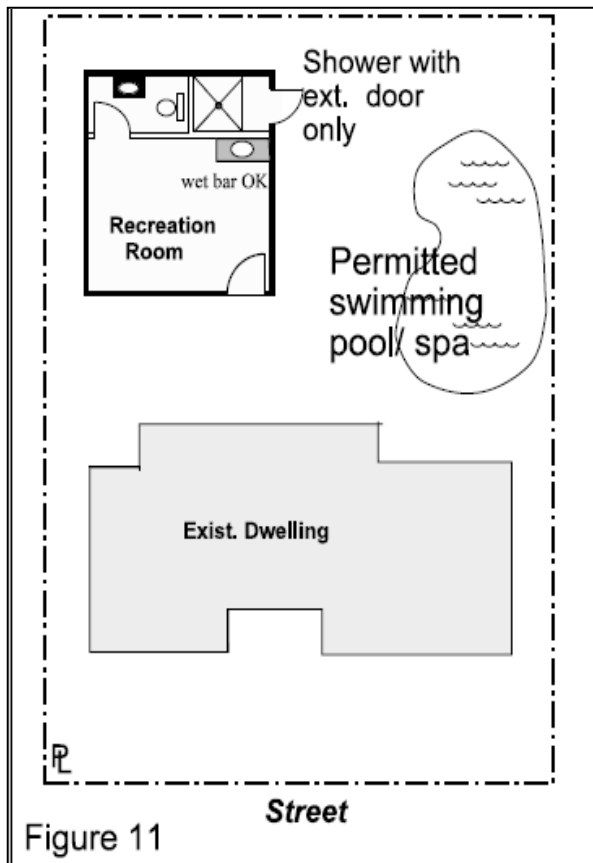 Shower with
ext. door
only
wet bar OK
Recreation
Room
Permitted
swimming
pool/ spa
Exist. Dwelling
PL
Street
Figure 11